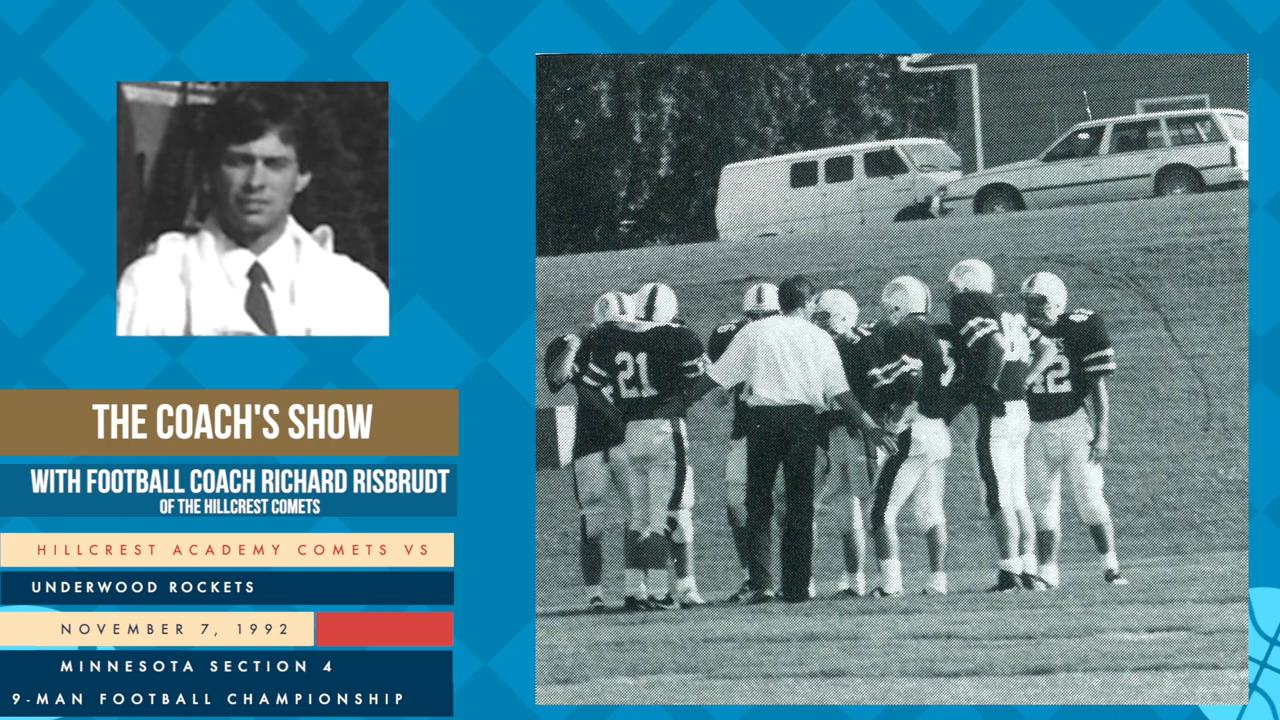 THE COACH'S SHOW
WITH FOOTBALL COACH RICHARD RISBRUDT
OF THE HILLCREST COMETS
HILLCREST ACADEMY COMETS VS
UNDERWOOD ROCKETS
NOVEMBER 7, 1992
MINNESOTA SECTION 4
9-MAN FOOTBALL CHAMPIONSHIP
21